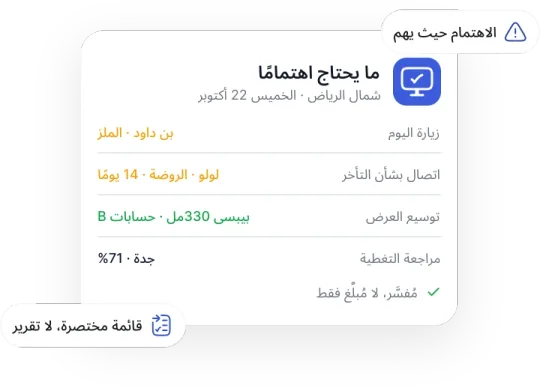 الاهتمام حيث يهم
ما يحتاج اهتمامًا
شمال الرياض · الخميس 22 أكتوبر
زيارة اليوم بن داود · الملز
اتصال بشأن التأخر لولو · الروضة · 14 يومًا
توسيع العرض بيبسي 330مل · حسابات B
مراجعة التغطية جدة · 71%
مُفسَّر، لا مُبلَّغ فقط
قائمة مختصرة، لا تقرير